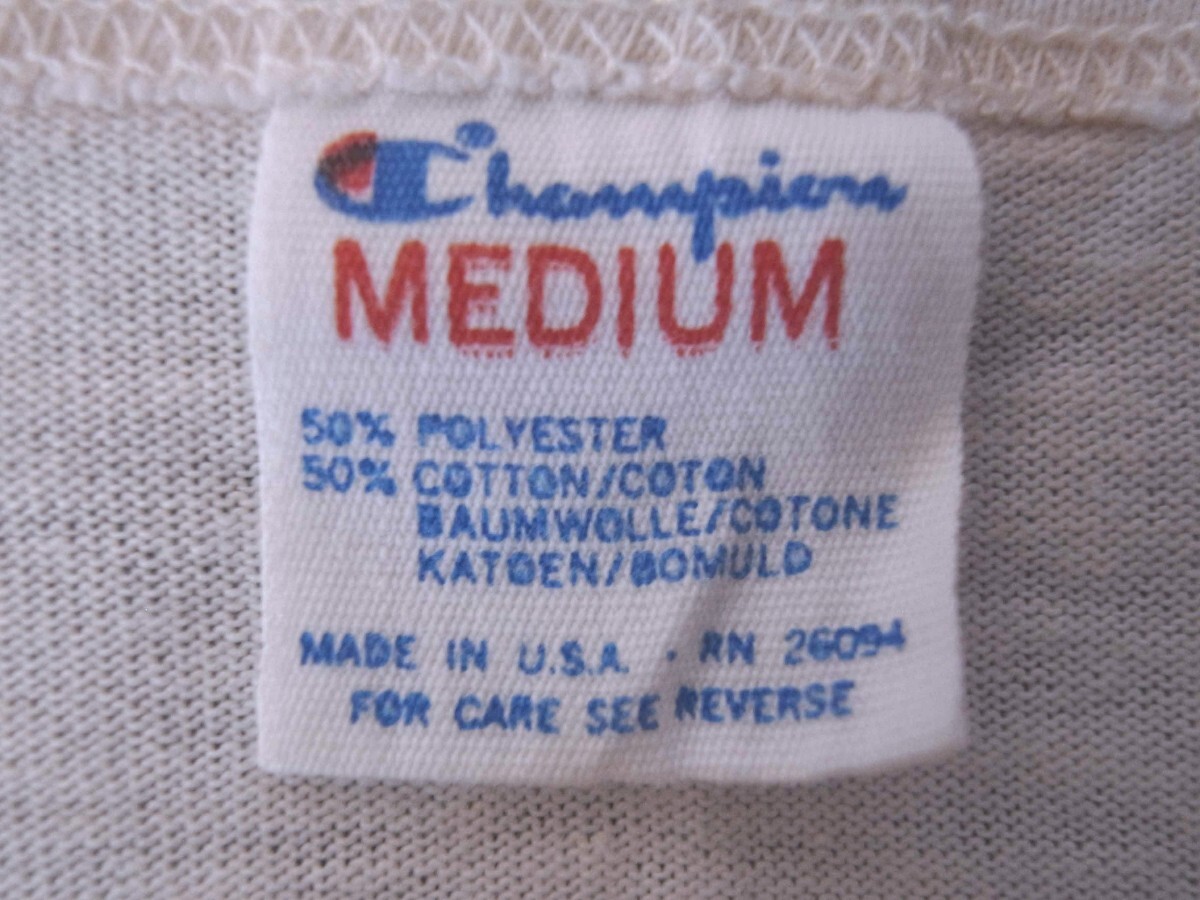 Champion
MEDIUM
50% POLYESTER
50% COTTON/COTON
BAUMWOLLE/COTONE
KATOEN/BOMULD
MADE IN U.S.A. · RN 26094
FOR CARE SEE REVERSE